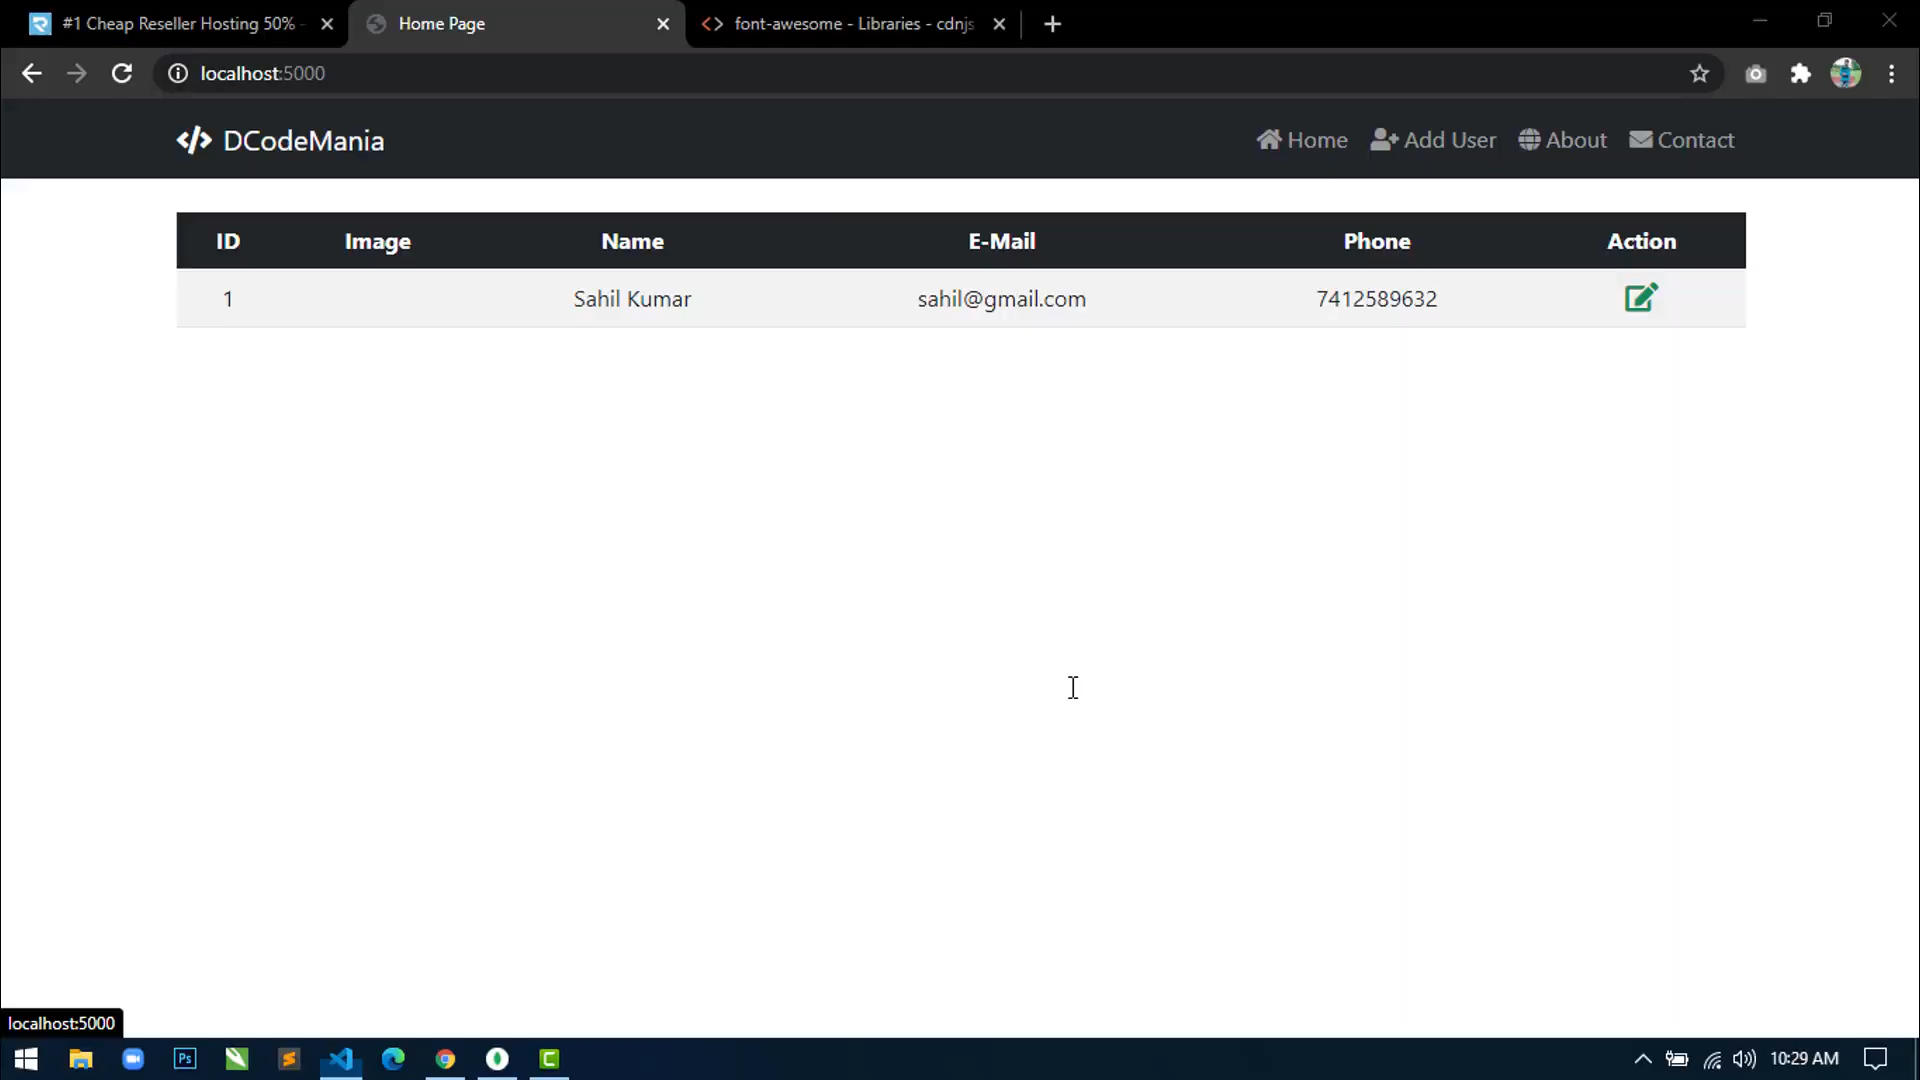 #1 Cheap Reseller Hosting 50% -
Home Page
font-awesome - Libraries - cdnjs
localhost:5000
DCodeMania
Home
Add User
About
Contact
ID Image Name E-Mail Phone Action
1 Sahil Kumar sahil@gmail.com 7412589632
localhost:5000
Ps
10:29 AM